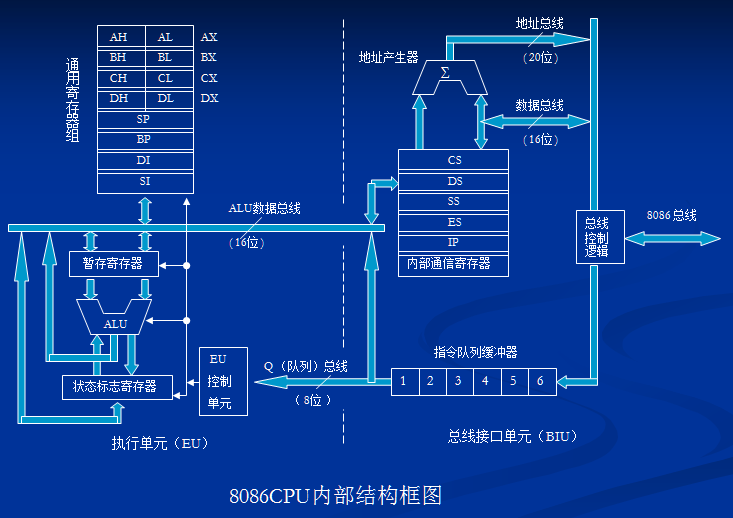 通用寄存器组
AH AL AX
BH BL BX
CH CL CX
DH DL DX
SP
BP
DI
SI
ALU数据总线
(16位)
暂存寄存器
ALU
状态标志寄存器
EU
控制
单元
执行单元（EU）
地址产生器
∑
地址总线
(20位)
数据总线
(16位)
CS
DS
SS
ES
IP
内部通信寄存器
总线
控制
逻辑
8086总线
指令队列缓冲器
1 2 3 4 5 6
Q（队列）总线
（8位）
总线接口单元（BIU）
8086CPU内部结构框图